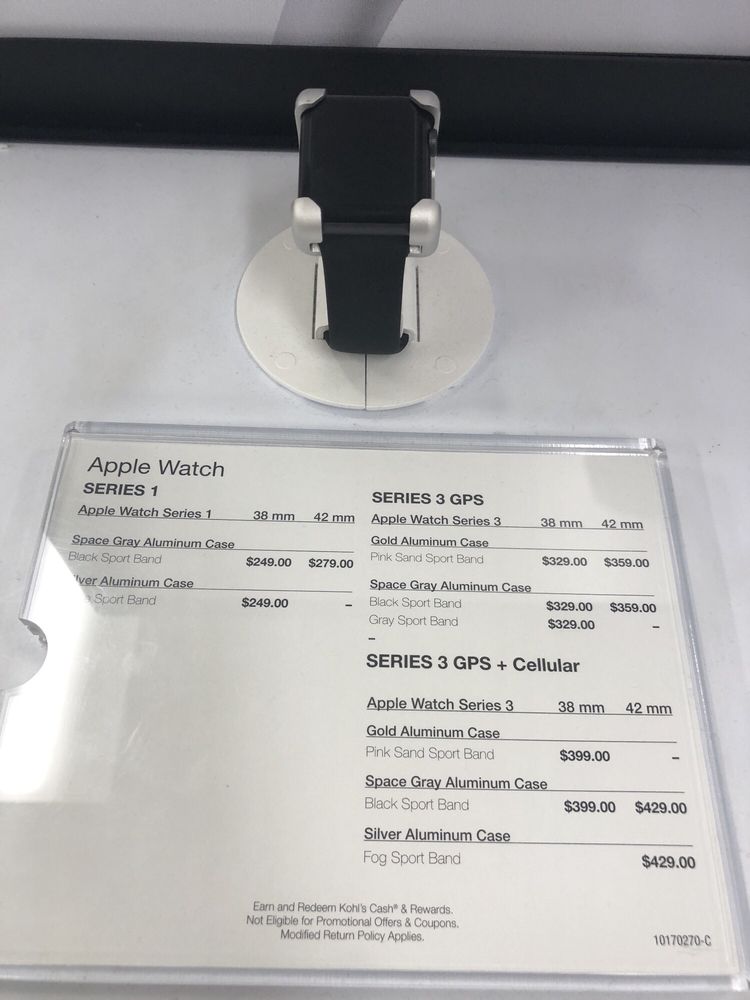 Apple Watch
SERIES 1
Apple Watch Series 1 38 mm 42 mm
Space Gray Aluminum Case
Black Sport Band $249.00 $279.00
lver Aluminum Case
Sport Band $249.00 –
SERIES 3 GPS
Apple Watch Series 3 38 mm 42 mm
Gold Aluminum Case
Pink Sand Sport Band $329.00 $359.00
Space Gray Aluminum Case
Black Sport Band $329.00 $359.00
Gray Sport Band $329.00 –
–
SERIES 3 GPS + Cellular
Apple Watch Series 3 38 mm 42 mm
Gold Aluminum Case
Pink Sand Sport Band $399.00 –
Space Gray Aluminum Case
Black Sport Band $399.00 $429.00
Silver Aluminum Case
Fog Sport Band $429.00
Earn and Redeem Kohl's Cash® & Rewards.
Not Eligible for Promotional Offers & Coupons.
Modified Return Policy Applies.
10170270-C